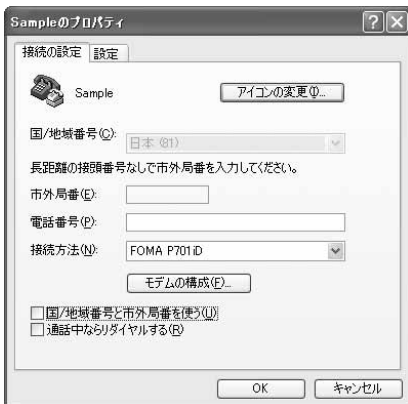 Sampleのプロパティ
接続の設定 設定
Sample アイコンの変更(I)...
国/地域番号(C): 日本 (81)
長距離の接頭番号なしで市外局番を入力してください。
市外局番(E):
電話番号(P):
接続方法(N): FOMA P701iD
モデムの構成(F)...
国/地域番号と市外局番を使う(U)
通話中ならリダイヤルする(R)
OK キャンセル